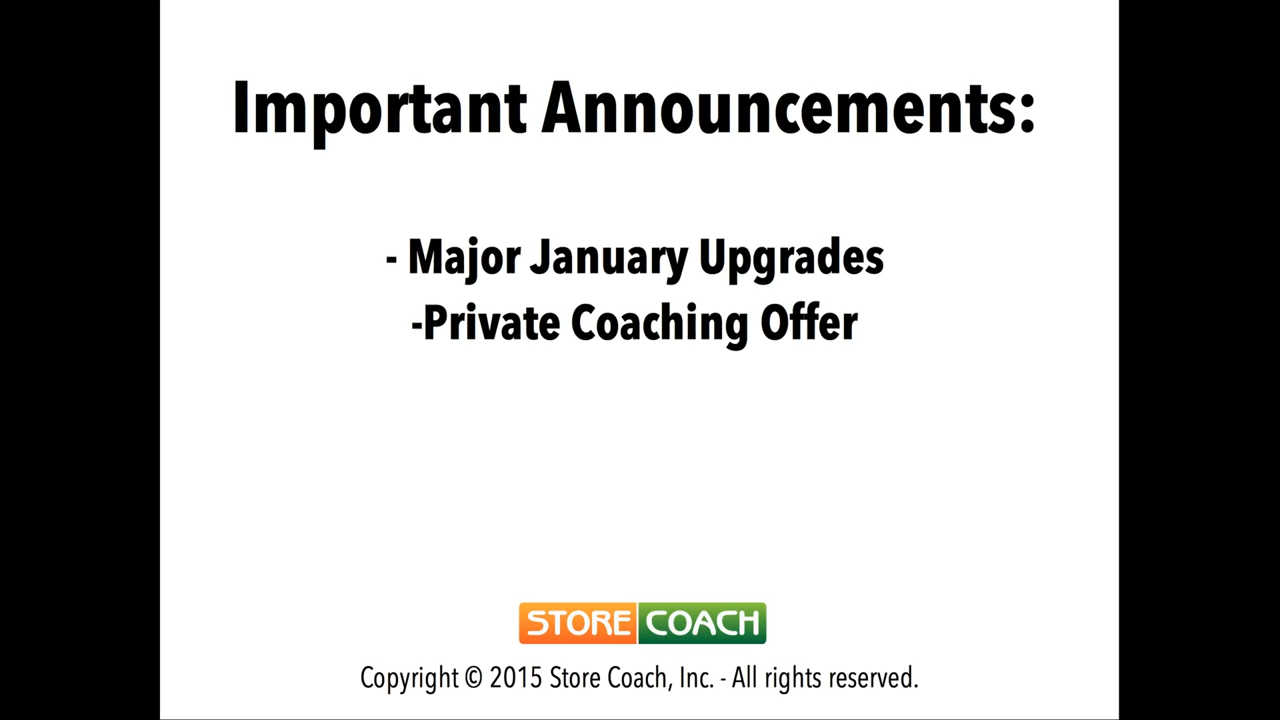 Important Announcements:
- Major January Upgrades
-Private Coaching Offer
STORE COACH
Copyright © 2015 Store Coach, Inc. - All rights reserved.